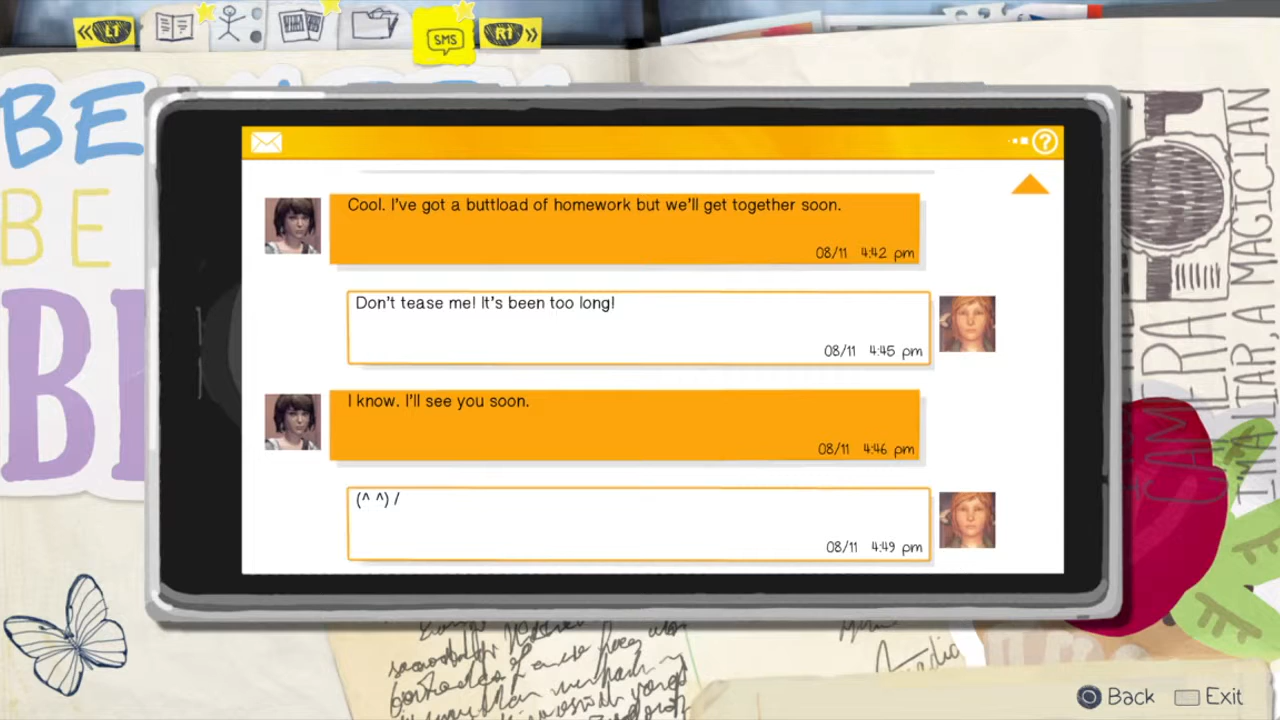 L1
SMS
R1
BE
BE
Cool. I've got a buttload of homework but we'll get together soon.
08/11 4:42 pm
Don't tease me! It's been too long!
08/11 4:45 pm
I know. I'll see you soon.
08/11 4:46 pm
(^ ^) /
08/11 4:49 pm
CAMERA
LIAR, A MAGICIAN
Back
Exit